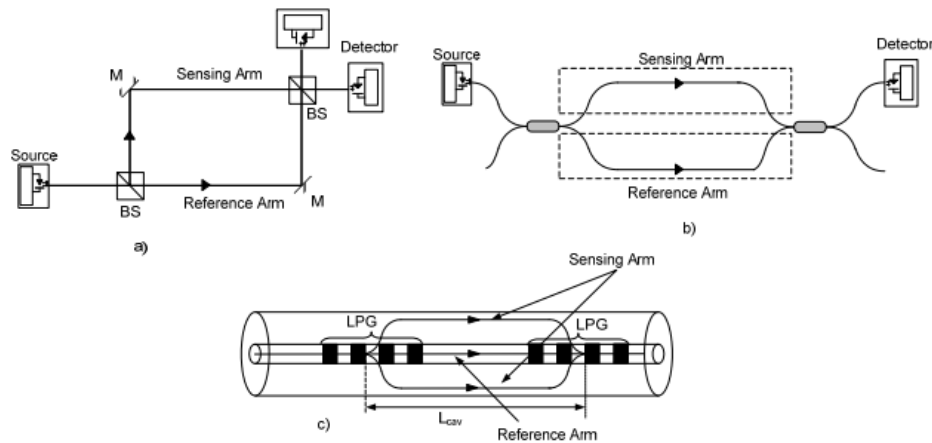 Detector
M
Sensing Arm
BS
Source
BS
Reference Arm
M
a)
Source
Sensing Arm
Detector
Reference Arm
b)
Sensing Arm
LPG
LPG
L_cav
Reference Arm
c)